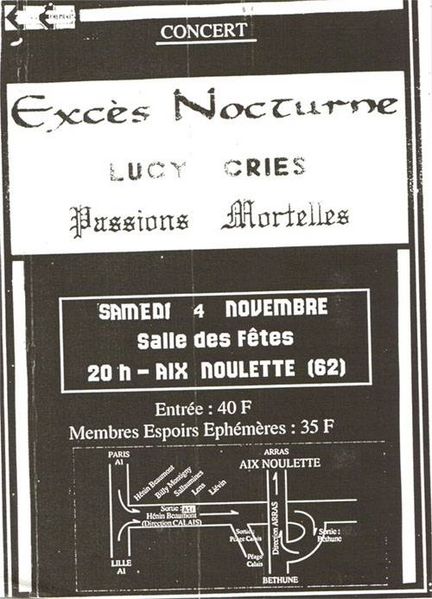 CONCERT
Excès Nocturne
LUCY CRIES
Passions Mortelles
SAMEDI 4 NOVEMBRE
Salle des Fêtes
20 h - AIX NOULETTE (62)
Entrée : 40 F
Membres Espoirs Ephémères : 35 F
PARIS
A1
Hénin Beaumont
Billy Montigny
Sallaumines
Lens
Liévin
ARRAS
AIX NOULETTE
Sortie :
Hénin Beaumont
(Direction CALAIS)
Direction ARRAS
Sortie :
Péage Calais
Péage
Calais
Sortie :
Béthune
LILLE
A1
BETHUNE